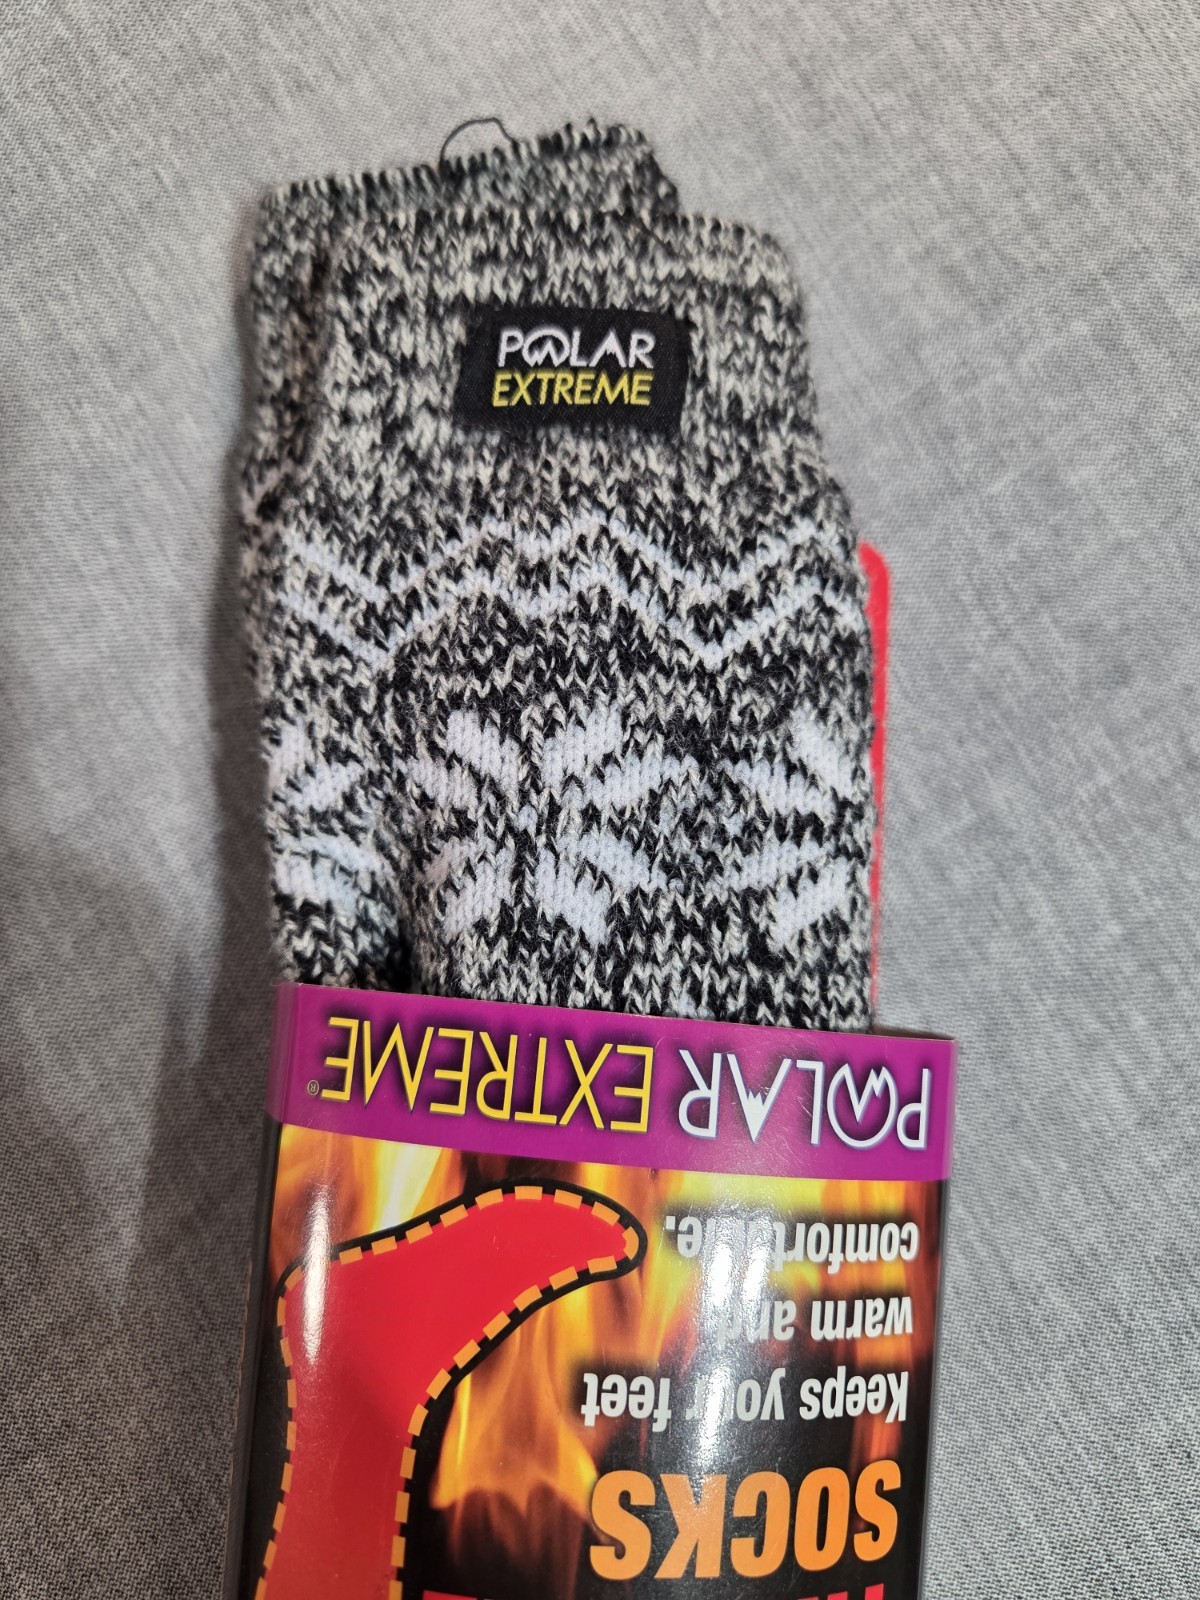 POLAR
EXTREME
POLAR EXTREME®
SOCKS
Keeps your feet
warm and
comfortable.